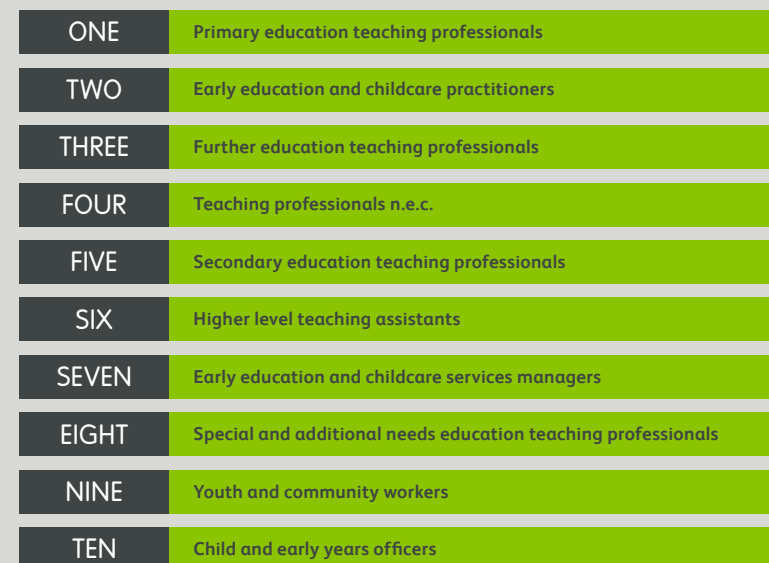 ONE Primary education teaching professionals
TWO Early education and childcare practitioners
THREE Further education teaching professionals
FOUR Teaching professionals n.e.c.
FIVE Secondary education teaching professionals
SIX Higher level teaching assistants
SEVEN Early education and childcare services managers
EIGHT Special and additional needs education teaching professionals
NINE Youth and community workers
TEN Child and early years officers